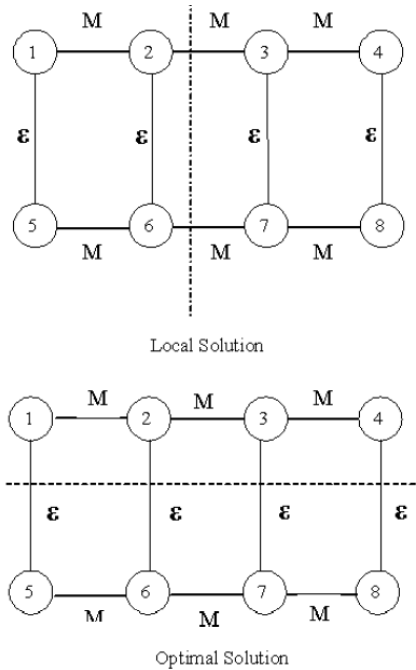 M M M
1 2 3 4
ε ε ε ε
5 6 7 8
M M M
Local Solution
M M M
1 2 3 4
ε ε ε ε
5 6 7 8
M M M
Optimal Solution